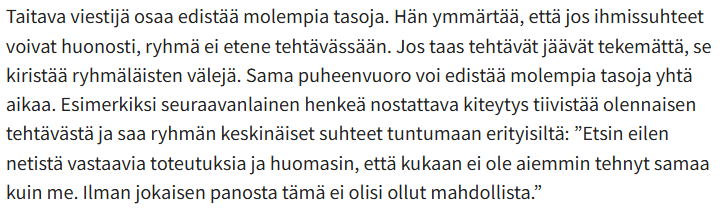 Taitava viestijä osaa edistää molempia tasoja. Hän ymmärtää, että jos ihmissuhteet
voivat huonosti, ryhmä ei etene tehtävässään. Jos taas tehtävät jäävät tekemättä, se
kiristää ryhmäläisten välejä. Sama puheenvuoro voi edistää molempia tasoja yhtä
aikaa. Esimerkiksi seuraavanlainen henkeä nostattava kiteytys tiivistää olennaisen
tehtävästä ja saa ryhmän keskinäiset suhteet tuntumaan erityisiltä: ”Etsin eilen
netistä vastaavia toteutuksia ja huomasin, että kukaan ei ole aiemmin tehnyt samaa
kuin me. Ilman jokaisen panosta tämä ei olisi ollut mahdollista.”